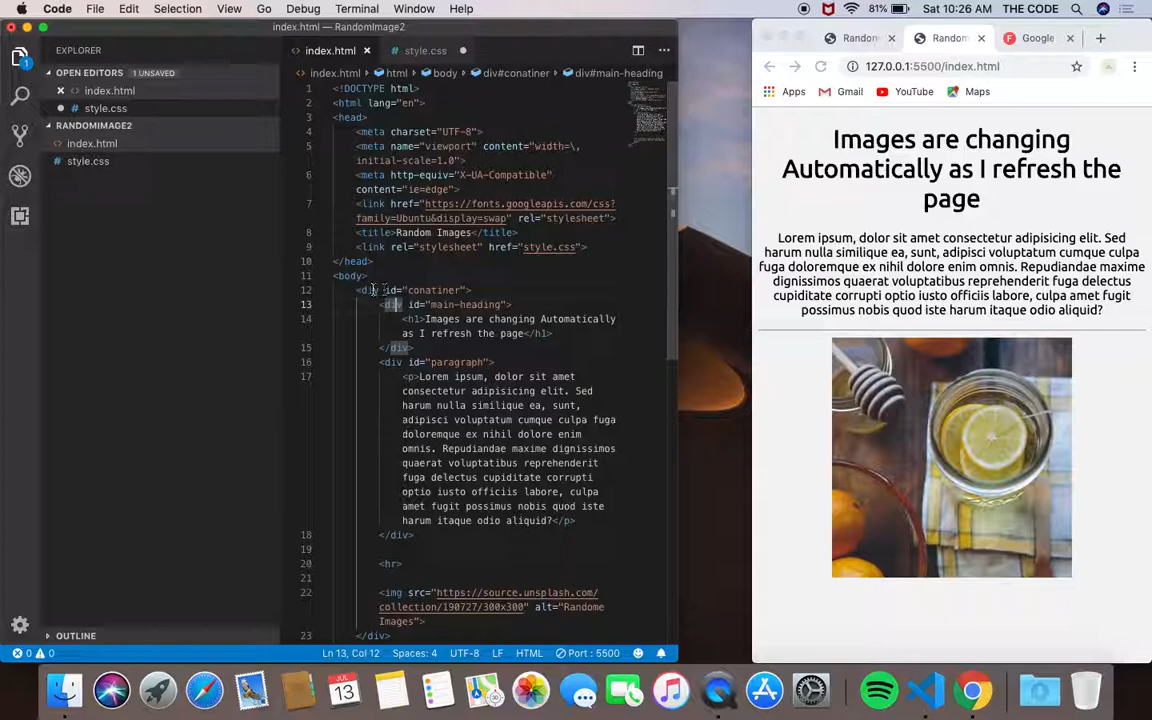 Code File Edit Selection View Go Debug Terminal Window Help 81% Sat 10:26 AM THE CODE
index.html — RandomImage2
EXPLORER
OPEN EDITORS 1 UNSAVED
index.html
style.css
RANDOMIMAGE2
index.html
style.css
OUTLINE
1
index.html style.css
index.html html body div#conatiner div#main-heading
1 <!DOCTYPE html>
2 <html lang="en">
3 <head>
4 <meta charset="UTF-8">
5 <meta name="viewport" content="width=\,
initial-scale=1.0">
6 <meta http-equiv="X-UA-Compatible"
content="ie=edge">
7 <link href="https://fonts.googleapis.com/css?
family=Ubuntu&display=swap" rel="stylesheet">
8 <title>Random Images</title>
9 <link rel="stylesheet" href="style.css">
10 </head>
11 <body>
12 <div id="conatiner">
13 <div id="main-heading">
14 <h1>Images are changing Automatically
as I refresh the page</h1>
15 </div>
16 <div id="paragraph">
17 <p>Lorem ipsum, dolor sit amet
consectetur adipisicing elit. Sed
harum nulla similique ea, sunt,
adipisci voluptatum cumque culpa fuga
doloremque ex nihil dolore enim
omnis. Repudiandae maxime dignissimos
quaerat voluptatibus reprehenderit
fuga delectus cupiditate corrupti
optio iusto officiis labore, culpa
amet fugit possimus nobis quod iste
harum itaque odio aliquid?</p>
18 </div>
19
20 <hr>
21
22 <img src="https://source.unsplash.com/
collection/190727/300x300" alt="Randome
Images">
23 </div>
0 0 Ln 13, Col 12 Spaces: 4 UTF-8 LF HTML Port : 5500
Random Random Google
127.0.0.1:5500/index.html
Apps Gmail YouTube Maps
Images are changing
Automatically as I refresh the
page
Lorem ipsum, dolor sit amet consectetur adipisicing elit. Sed
harum nulla similique ea, sunt, adipisci voluptatum cumque culpa
fuga doloremque ex nihil dolore enim omnis. Repudiandae maxime
dignissimos quaerat voluptatibus reprehenderit fuga delectus
cupiditate corrupti optio iusto officiis labore, culpa amet fugit
possimus nobis quod iste harum itaque odio aliquid?
JUL
13